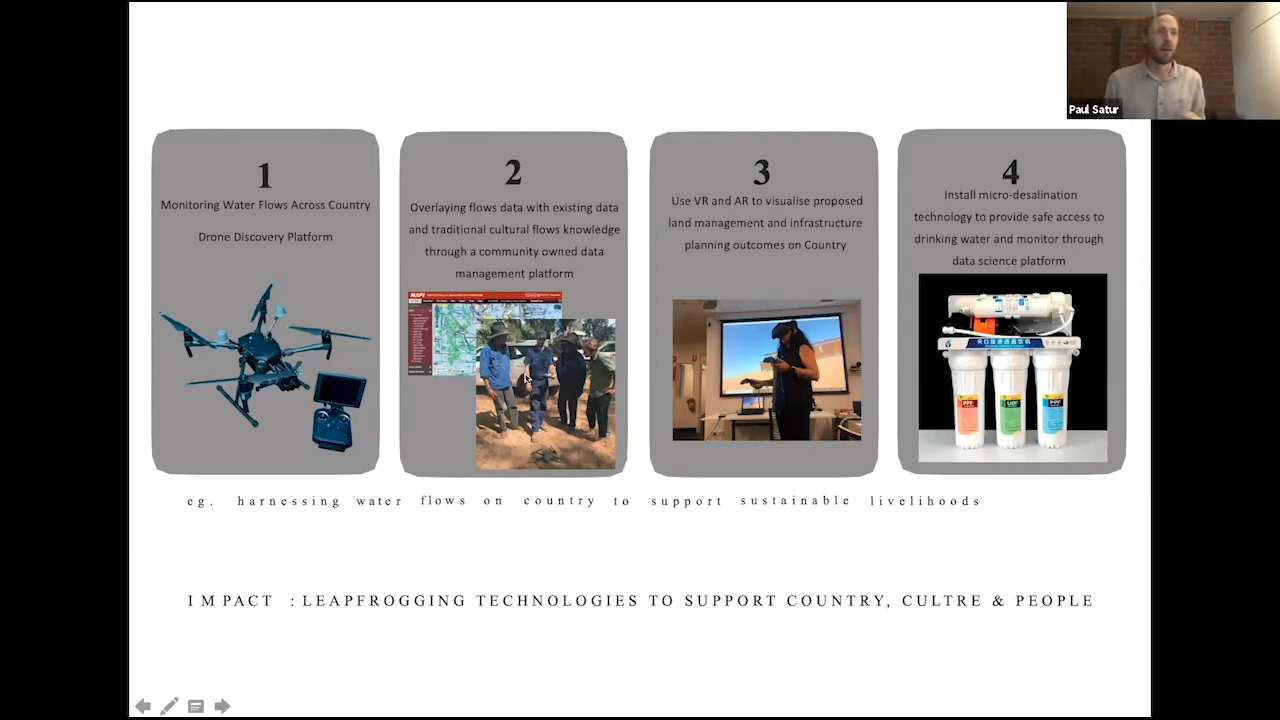 Paul Satur
1
Monitoring Water Flows Across Country
Drone Discovery Platform
2
Overlaying flows data with existing data
and traditional cultural flows knowledge
through a community owned data
management platform
NAFI
3
Use VR and AR to visualise proposed
land management and infrastructure
planning outcomes on Country
4
Install micro-desalination
technology to provide safe access to
drinking water and monitor through
data science platform
PPF
UDF
PPF
eg. harnessing water flows on country to support sustainable livelihoods
IMPACT : LEAPFROGGING TECHNOLOGIES TO SUPPORT COUNTRY, CULTRE & PEOPLE